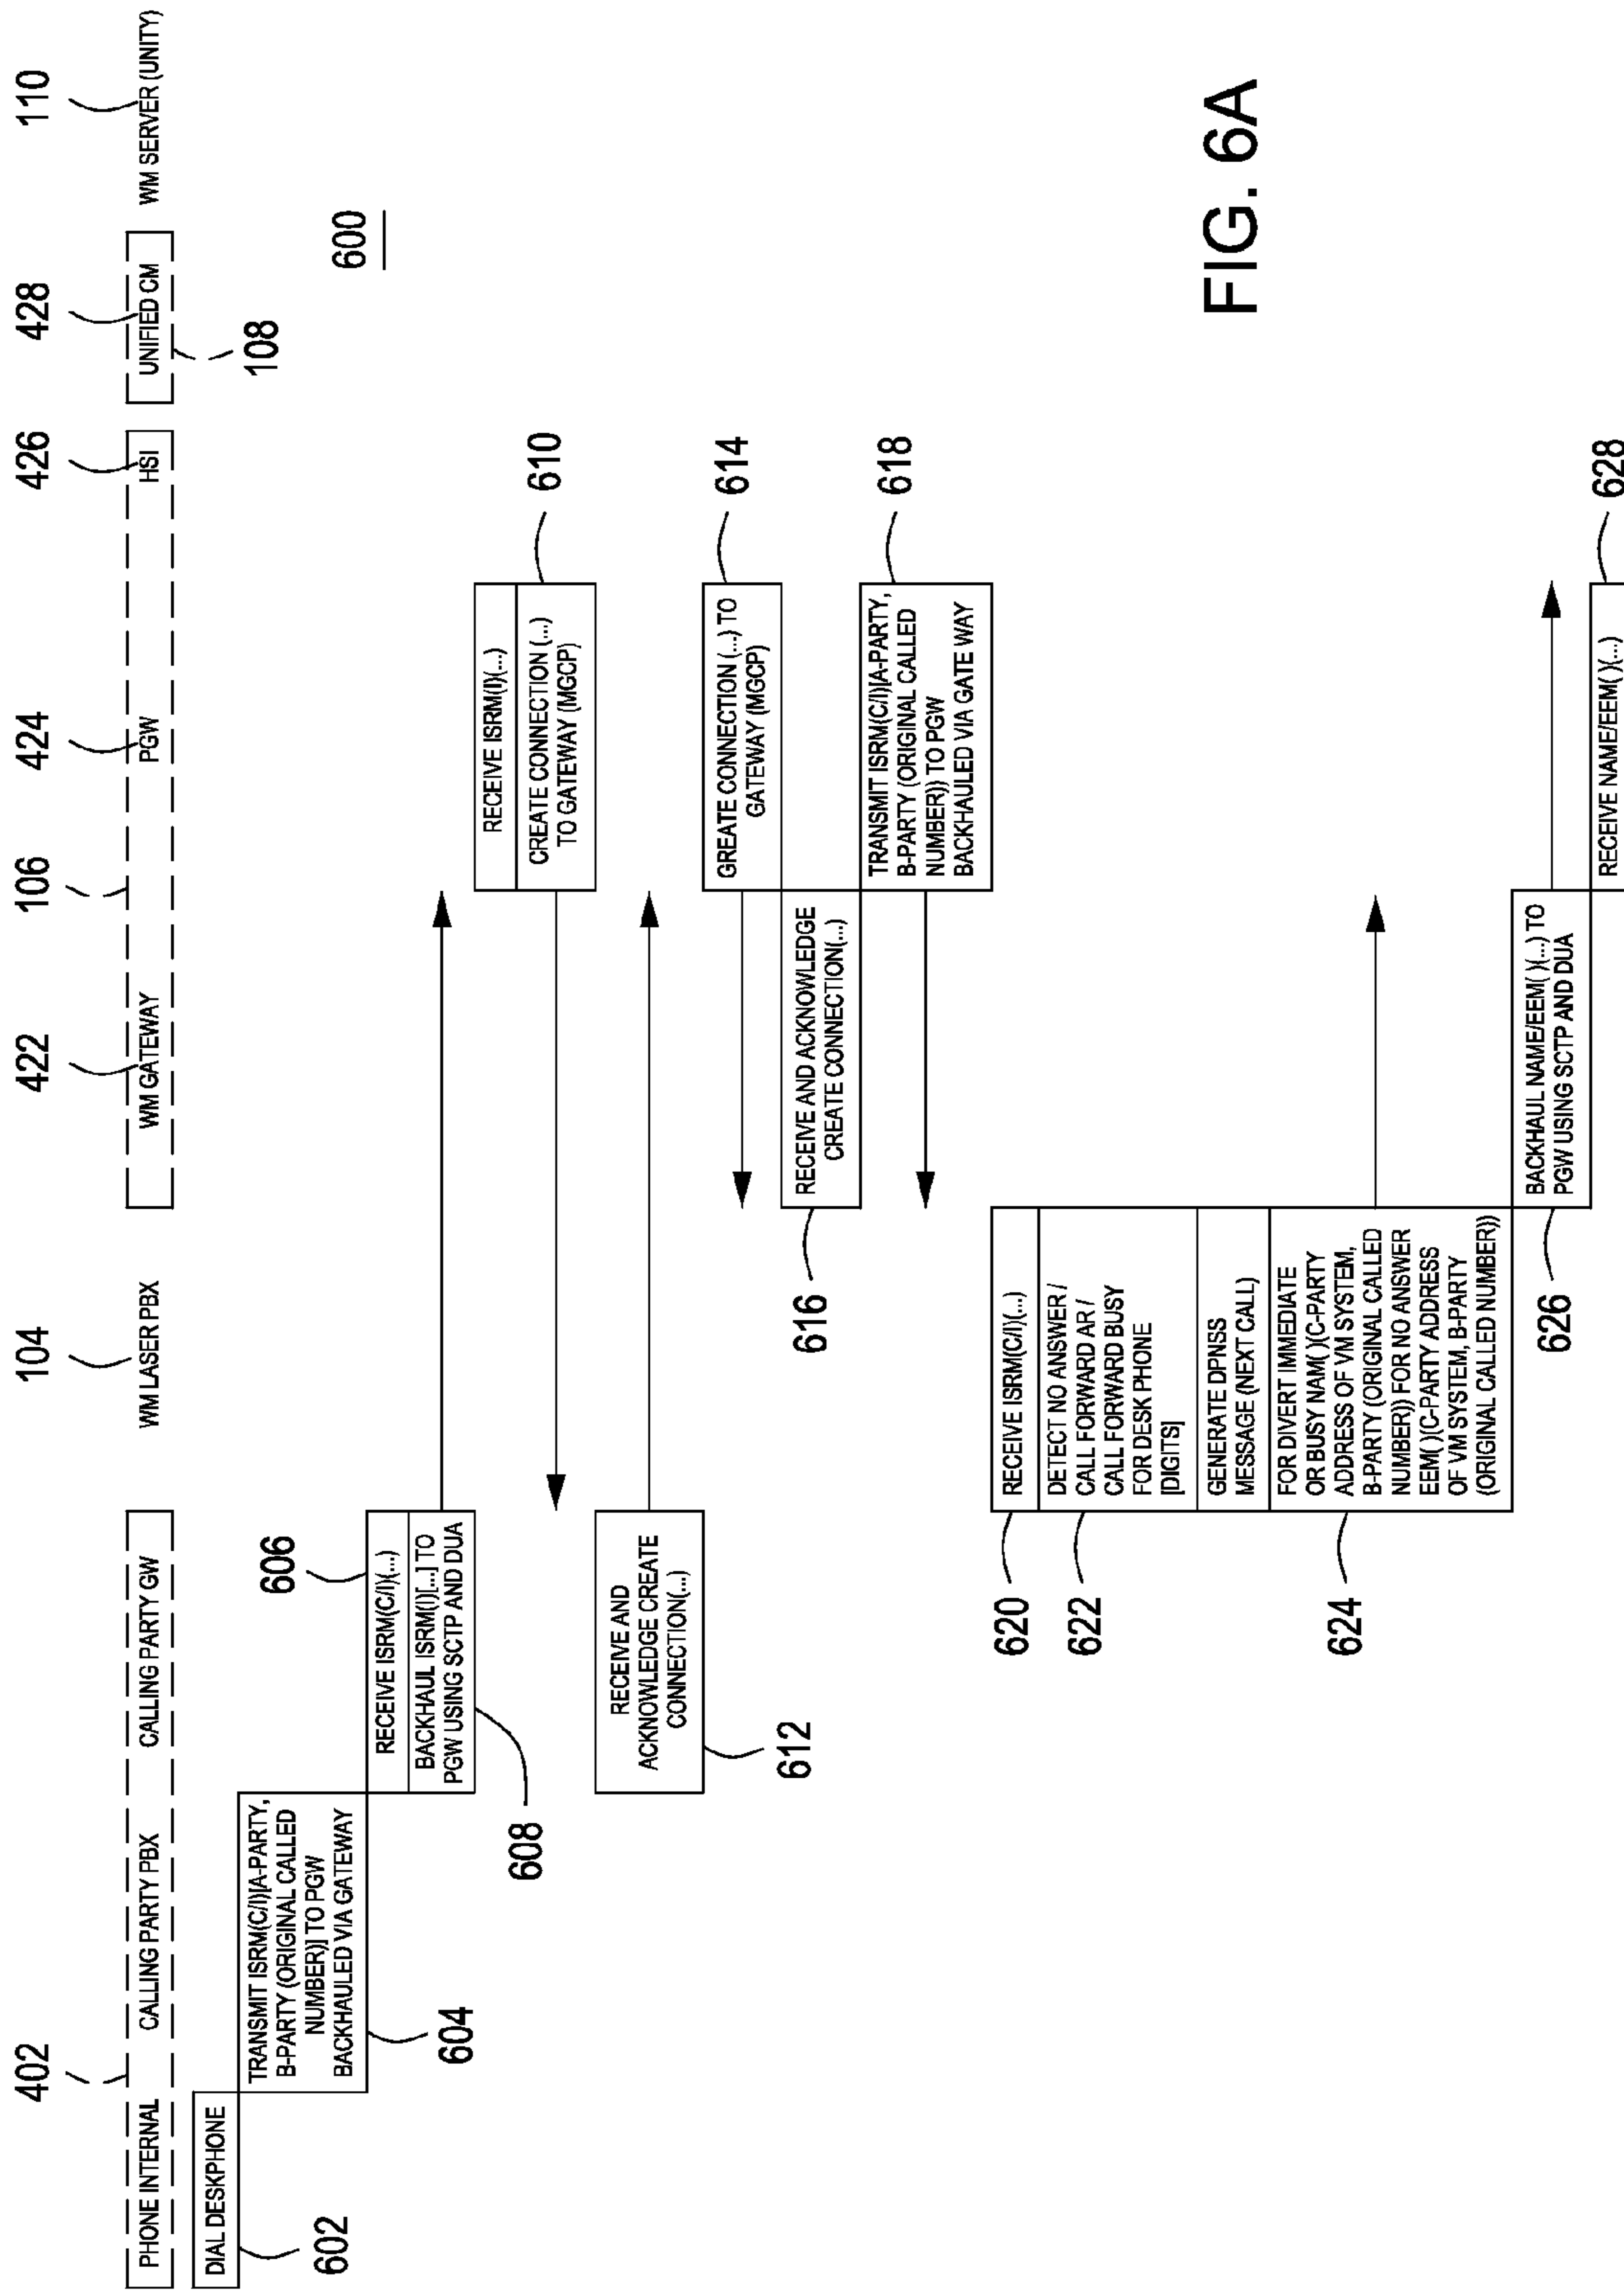 402
104
422
106
424
426
428
110
PHONE INTERNAL
CALLING PARTY PBX
CALLING PARTY GW
WM LASER PBX
WM GATEWAY
PGW
HSI
UNIFIED CM
WM SERVER (UNITY)
108
600
DIAL DESKPHONE
602
TRANSMIT ISRM(C/I)[A-PARTY,
B-PARTY (ORIGINAL CALLED
NUMBER)] TO PGW
BACKHAULED VIA GATEWAY
604
606
RECEIVE ISRM(C/I)(...)
BACKHAUL ISRM(I)[...] TO
PGW USING SCTP AND DUA
608
RECEIVE ISRM(I)(...)
CREATE CONNECTION (...)
TO GATEWAY (MGCP)
610
RECEIVE AND
ACKNOWLEDGE CREATE
CONNECTION(...)
612
GREATE CONNECTION (...) TO
GATEWAY (MGCP)
614
RECEIVE AND ACKNOWLEDGE
CREATE CONNECTION(...)
616
TRANSMIT ISRM(C/I)[A-PARTY,
B-PARTY (ORIGINAL CALLED
NUMBER)} TO PGW
BACKHAULED VIA GATE WAY
618
620
RECEIVE ISRM(C/I)(...)
622
DETECT NO ANSWER /
CALL FORWARD AR /
CALL FORWARD BUSY
FOR DESK PHONE
[DIGITS]
GENERATE DPNSS
MESSAGE (NEXT CALL)
624
FOR DIVERT IMMEDIATE
OR BUSY NAM( )(C-PARTY
ADDRESS OF VM SYSTEM,
B-PARTY (ORIGINAL CALLED
NUMBER)) FOR NO ANSWER
EEM( )(C-PARTY ADDRESS
OF VM SYSTEM, B-PARTY
(ORIGINAL CALLED NUMBER))
626
BACKHAUL NAME/EEM( )(...) TO
PGW USING SCTP AND DUA
RECEIVE NAME/EEM( )(...)
628
FIG. 6A